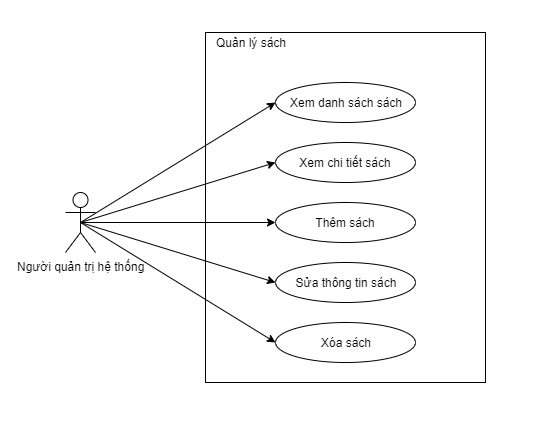 Quản lý sách
Xem danh sách sách
Xem chi tiết sách
Thêm sách
Người quản trị hệ thống
Sửa thông tin sách
Xóa sách